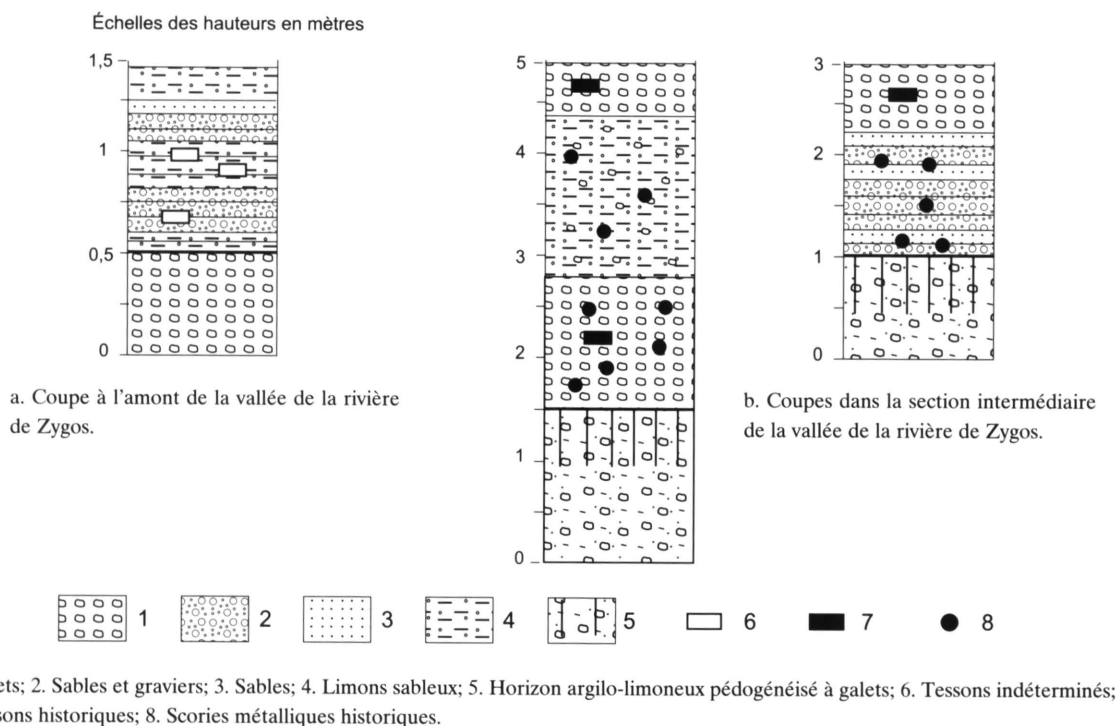 Échelles des hauteurs en mètres
1,5
1
0,5
0
a. Coupe à l'amont de la vallée de la rivière
de Zygos.
5
4
3
2
1
0
3
2
1
0
b. Coupes dans la section intermédiaire
de la vallée de la rivière de Zygos.
1 2 3 4 5 6 7 8
ets; 2. Sables et graviers; 3. Sables; 4. Limons sableux; 5. Horizon argilo-limoneux pédogénéisé à galets; 6. Tessons indéterminés;
sons historiques; 8. Scories métalliques historiques.